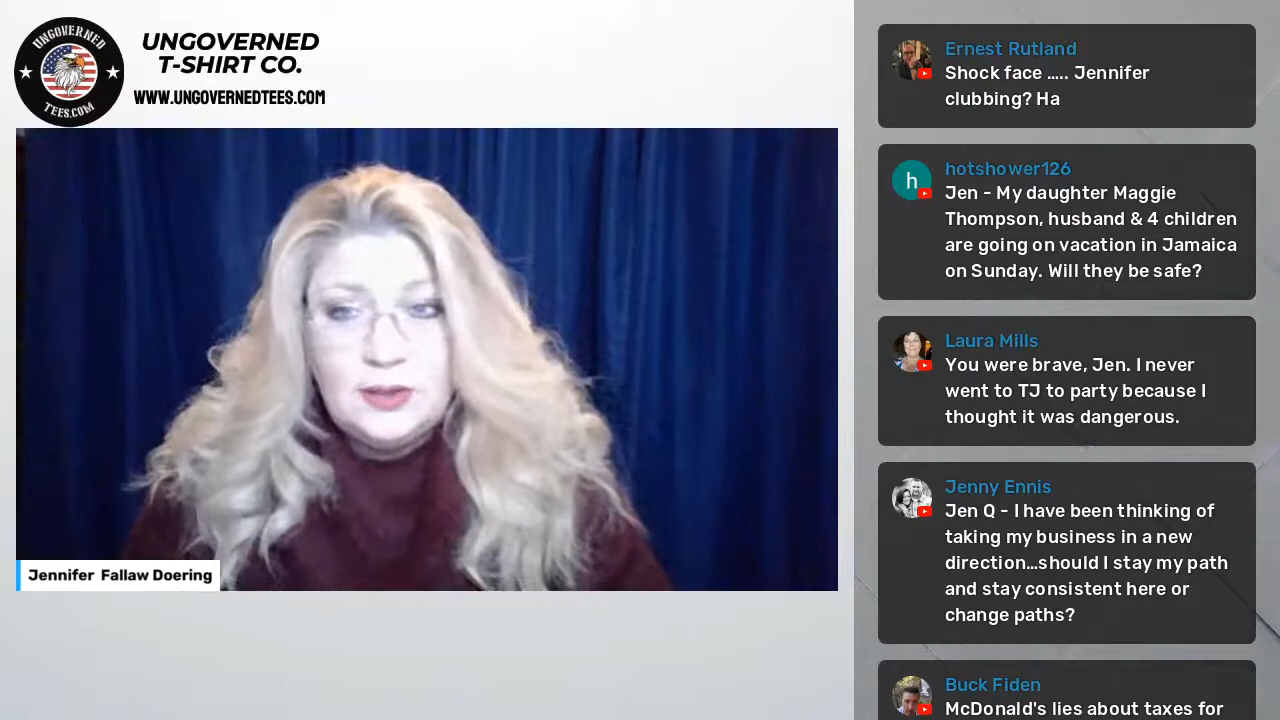 UNGOVERNED
TEES.COM
UNGOVERNED
T-SHIRT CO.
WWW.UNGOVERNEDTEES.COM
Jennifer Fallaw Doering
Ernest Rutland
Shock face ..... Jennifer
clubbing? Ha
h
hotshower126
Jen - My daughter Maggie
Thompson, husband & 4 children
are going on vacation in Jamaica
on Sunday. Will they be safe?
Laura Mills
You were brave, Jen. I never
went to TJ to party because I
thought it was dangerous.
Jenny Ennis
Jen Q - I have been thinking of
taking my business in a new
direction...should I stay my path
and stay consistent here or
change paths?
Buck Fiden
McDonald's lies about taxes for